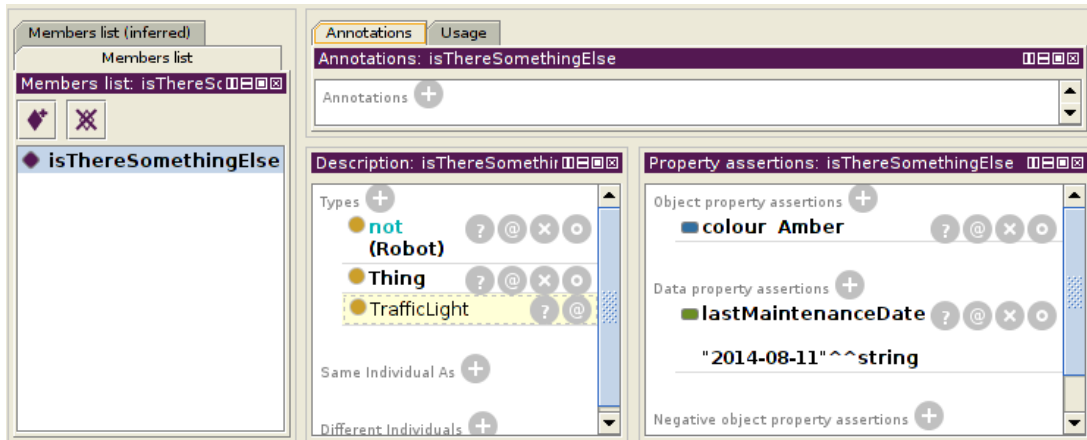 Members list (inferred)
Members list
Members list: isThereSc
isThereSomethingElse
Annotations Usage
Annotations: isThereSomethingElse
Annotations
Description: isThereSomethin
Types
not
(Robot)
Thing
TrafficLight
Same Individual As
Different Individuals
Property assertions: isThereSomethingElse
Object property assertions
colour Amber
Data property assertions
lastMaintenanceDate
"2014-08-11"^^string
Negative object property assertions